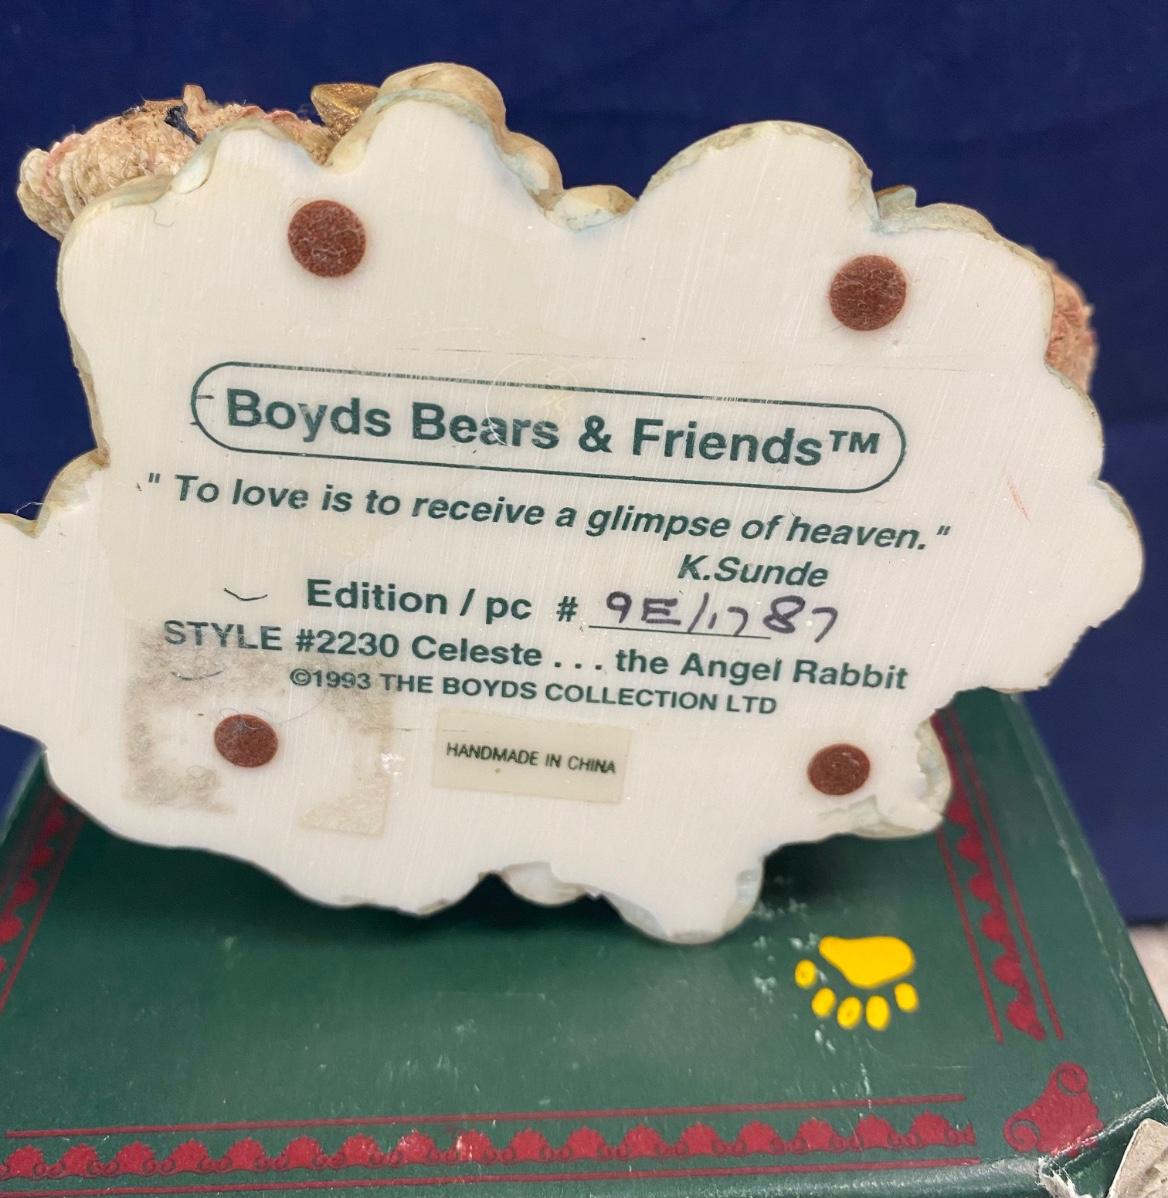 Boyds Bears & Friends™
" To love is to receive a glimpse of heaven. "
K.Sunde
Edition / pc # 9E/1787
STYLE #2230 Celeste . . . the Angel Rabbit
©1993 THE BOYDS COLLECTION LTD
HANDMADE IN CHINA